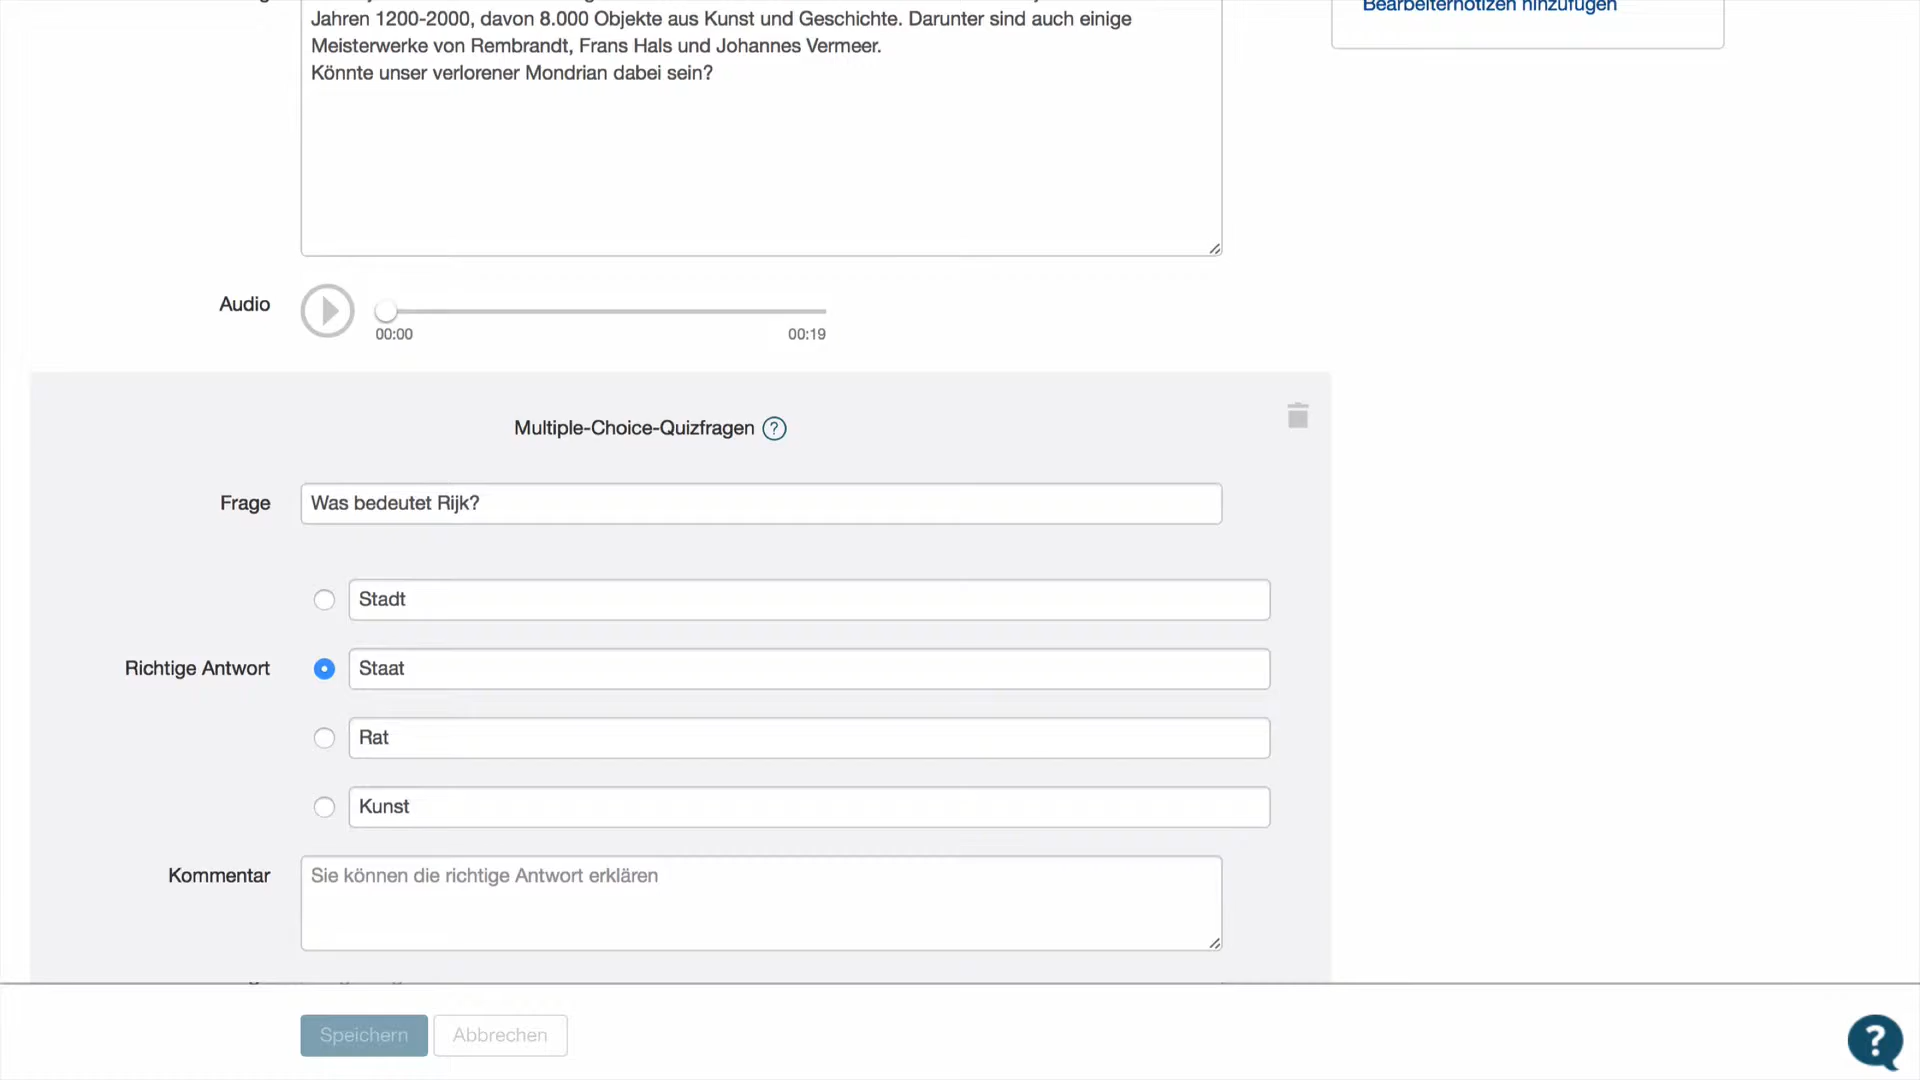 Bearbeiternotizen hinzufügen
Jahren 1200-2000, davon 8.000 Objekte aus Kunst und Geschichte. Darunter sind auch einige
Meisterwerke von Rembrandt, Frans Hals und Johannes Vermeer.
Könnte unser verlorener Mondrian dabei sein?
Audio
00:00
00:19
Multiple-Choice-Quizfragen ?
Frage
Was bedeutet Rijk?
Stadt
Richtige Antwort
Staat
Rat
Kunst
Kommentar
Sie können die richtige Antwort erklären
Speichern
Abbrechen
?